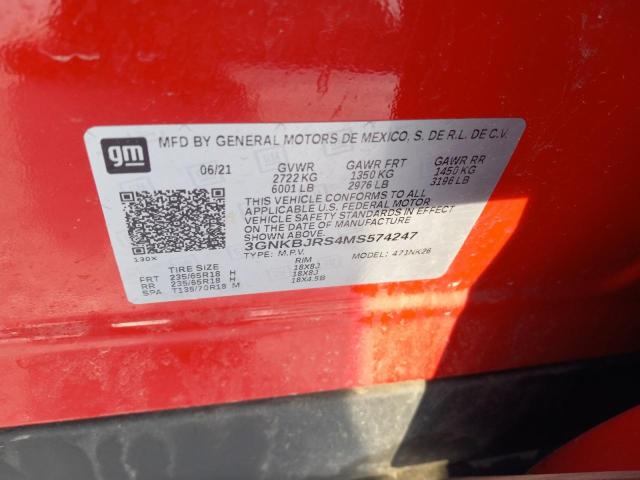 gm
MFD BY GENERAL MOTORS DE MEXICO, S. DE R.L. DE C.V.
06/21 GVWR GAWR FRT GAWR RR
2722 KG 1350 KG 1450 KG
6001 LB 2976 LB 3196 LB
THIS VEHICLE CONFORMS TO ALL
APPLICABLE U.S. FEDERAL MOTOR
VEHICLE SAFETY STANDARDS IN EFFECT
ON THE DATE OF MANUFACTURE
SHOWN ABOVE.
3GNKBJRS4MS574247
TYPE: M.P.V. MODEL: 471NK26
130X
TIRE SIZE RIM
FRT 235/65R18 H 18X8J
RR 235/65R18 H 18X8J
SPA T135/70R18 M 18X4.5B